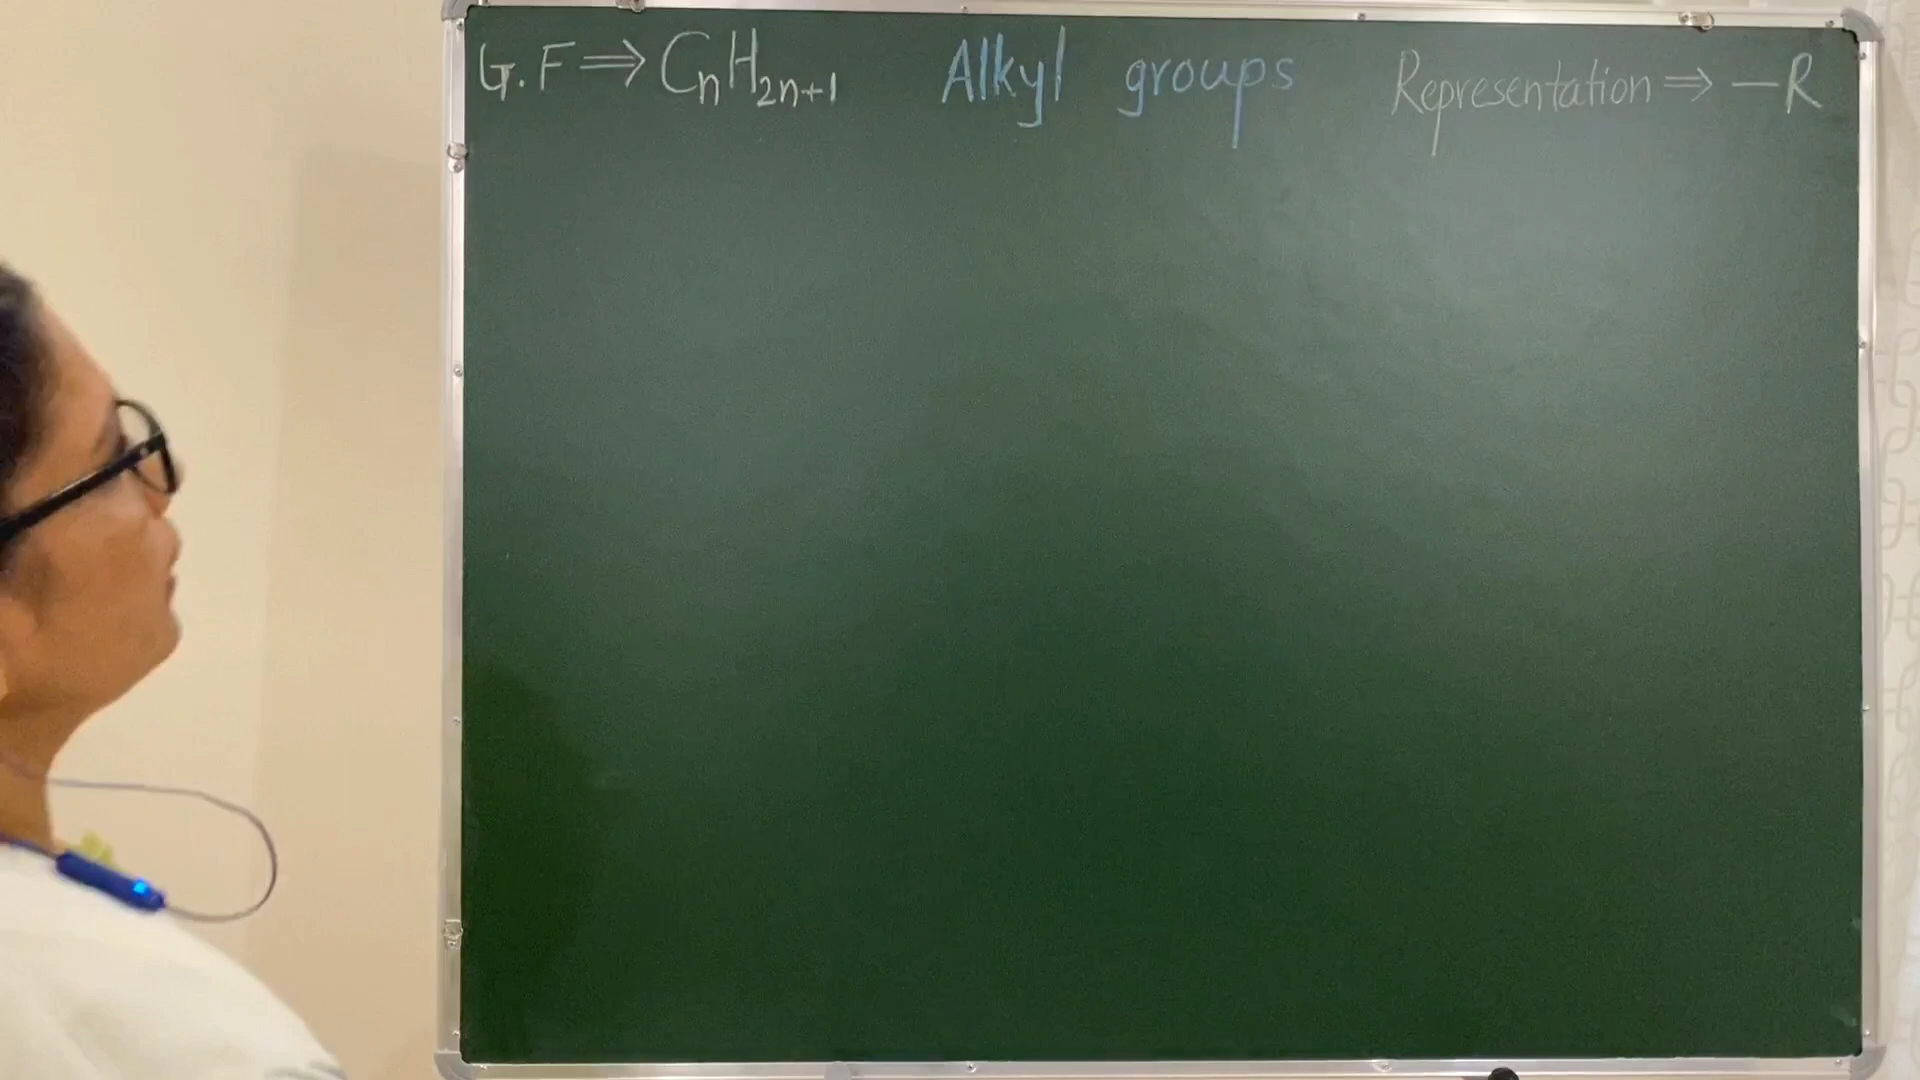 G.F ⇒ CₙH₂ₙ₊₁ Alkyl groups Representation ⇒ −R